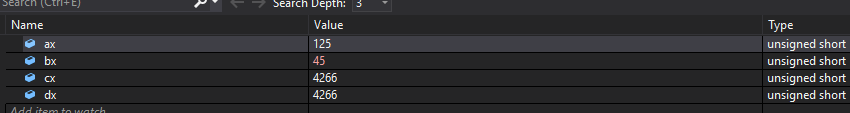 Search (Ctrl+E) Search Depth: 3
Name Value Type
ax 125 unsigned short
bx 45 unsigned short
cx 4266 unsigned short
dx 4266 unsigned short
Add item to watch